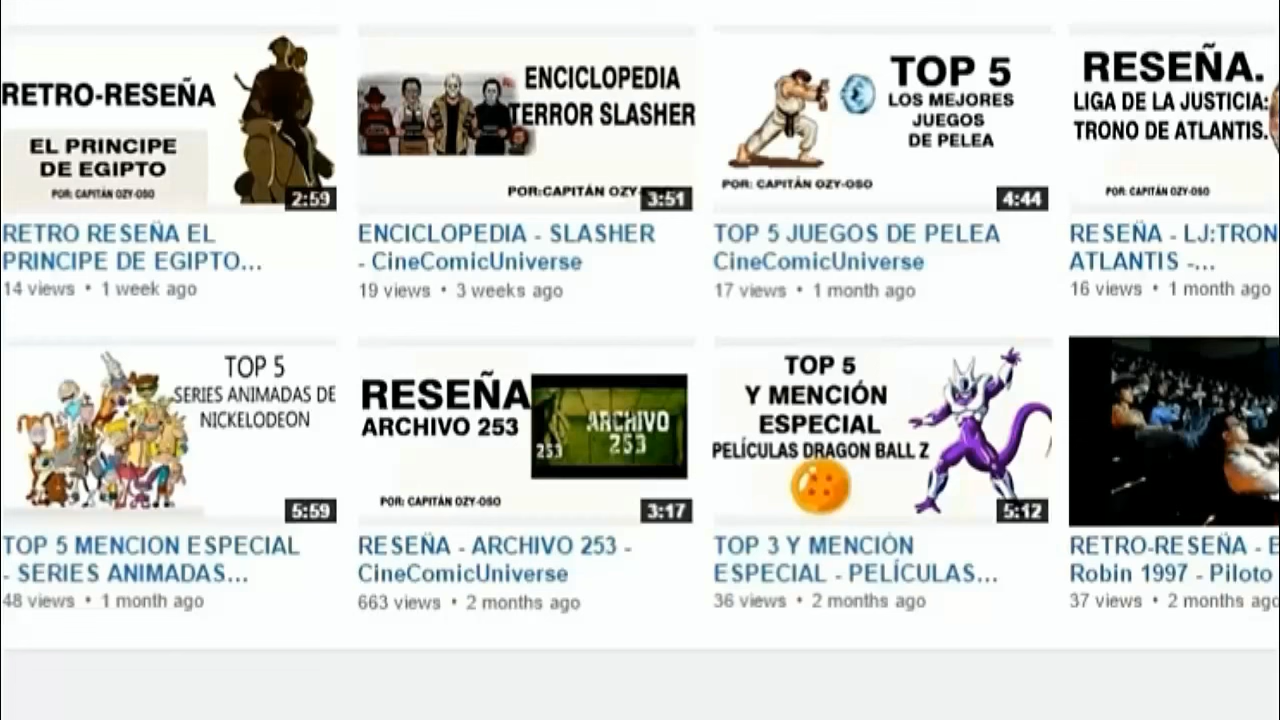 RETRO-RESEÑA
EL PRINCIPE
DE EGIPTO
POR: CAPITÁN OZY-OSO
2:59
RETRO RESEÑA EL
PRINCIPE DE EGIPTO...
14 views • 1 week ago
ENCICLOPEDIA
TERROR SLASHER
POR:CAPITÁN OZY-
3:51
ENCICLOPEDIA - SLASHER
- CineComicUniverse
19 views • 3 weeks ago
TOP 5
LOS MEJORES
JUEGOS
DE PELEA
POR: CAPITÁN OZY-OSO
4:44
TOP 5 JUEGOS DE PELEA
CineComicUniverse
17 views • 1 month ago
RESEÑA.
LIGA DE LA JUSTICIA:
TRONO DE ATLANTIS.
POR: CAPITÁN OZY-OSO
RESEÑA - LJ:TRON
ATLANTIS -...
16 views • 1 month ago
TOP 5
SERIES ANIMADAS DE
NICKELODEON
5:59
TOP 5 MENCION ESPECIAL
- SERIES ANIMADAS...
48 views • 1 month ago
RESEÑA
ARCHIVO 253
ARCHIVO
253
253
POR: CAPITÁN OZY-OSO
3:17
RESEÑA - ARCHIVO 253 -
CineComicUniverse
663 views • 2 months ago
TOP 5
Y MENCIÓN
ESPECIAL
PELÍCULAS DRAGON BALL Z
5:12
TOP 3 Y MENCIÓN
ESPECIAL - PELÍCULAS...
36 views • 2 months ago
RETRO-RESEÑA -
Robin 1997 - Piloto
37 views • 2 months ago